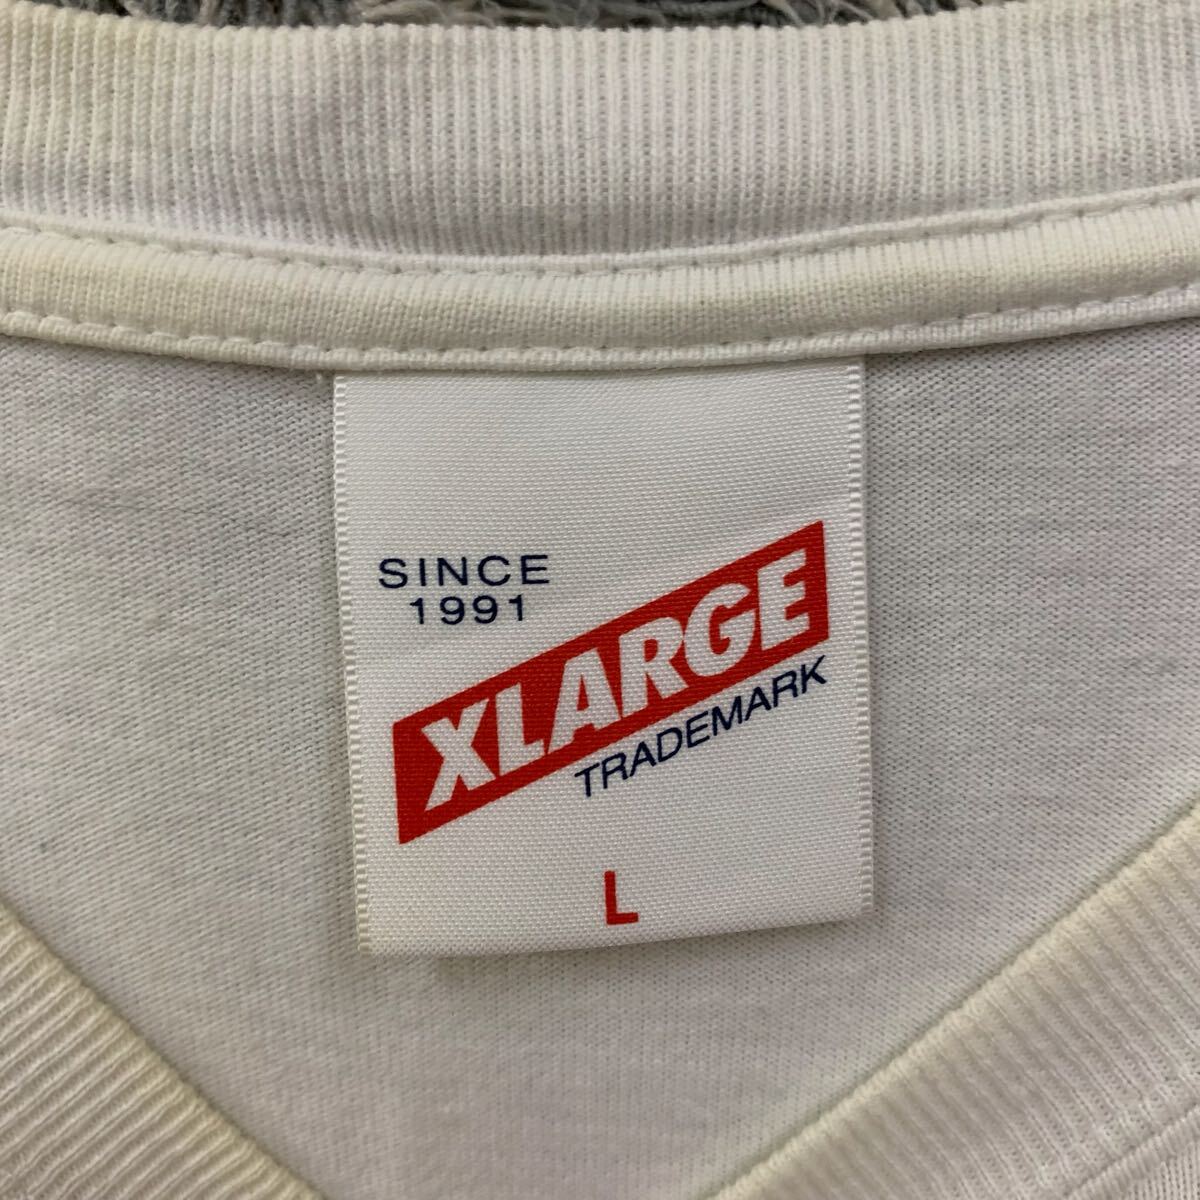 SINCE
1991
XLARGE
TRADEMARK
L